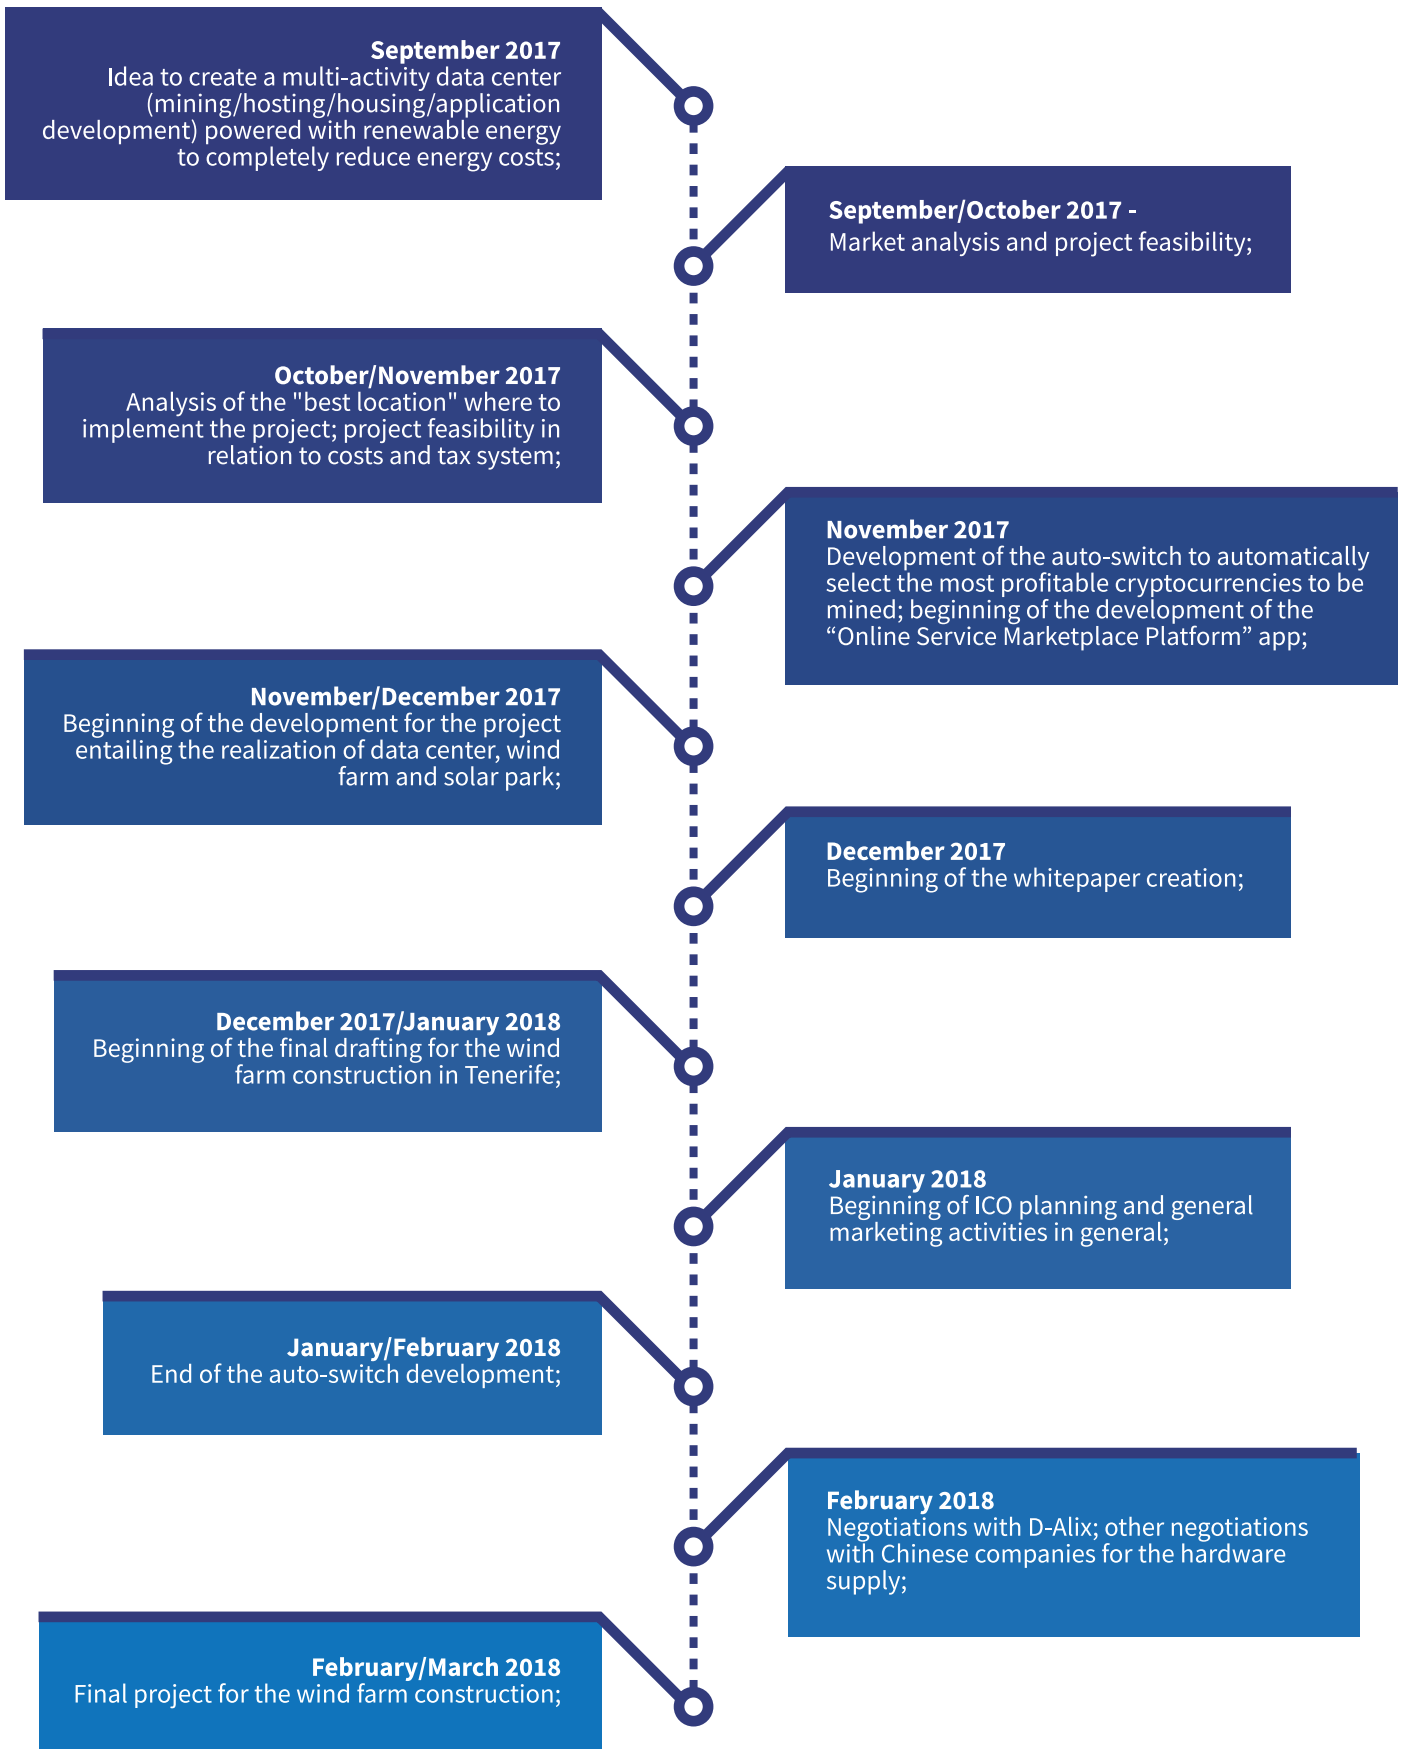 September 2017
Idea to create a multi-activity data center
(mining/hosting/housing/application
development) powered with renewable energy
to completely reduce energy costs;
September/October 2017 -
Market analysis and project feasibility;
October/November 2017
Analysis of the "best location" where to
implement the project; project feasibility in
relation to costs and tax system;
November 2017
Development of the auto-switch to automatically
select the most profitable cryptocurrencies to be
mined; beginning of the development of the
“Online Service Marketplace Platform” app;
November/December 2017
Beginning of the development for the project
entailing the realization of data center, wind
farm and solar park;
December 2017
Beginning of the whitepaper creation;
December 2017/January 2018
Beginning of the final drafting for the wind
farm construction in Tenerife;
January 2018
Beginning of ICO planning and general
marketing activities in general;
January/February 2018
End of the auto-switch development;
February 2018
Negotiations with D-Alix; other negotiations
with Chinese companies for the hardware
supply;
February/March 2018
Final project for the wind farm construction;